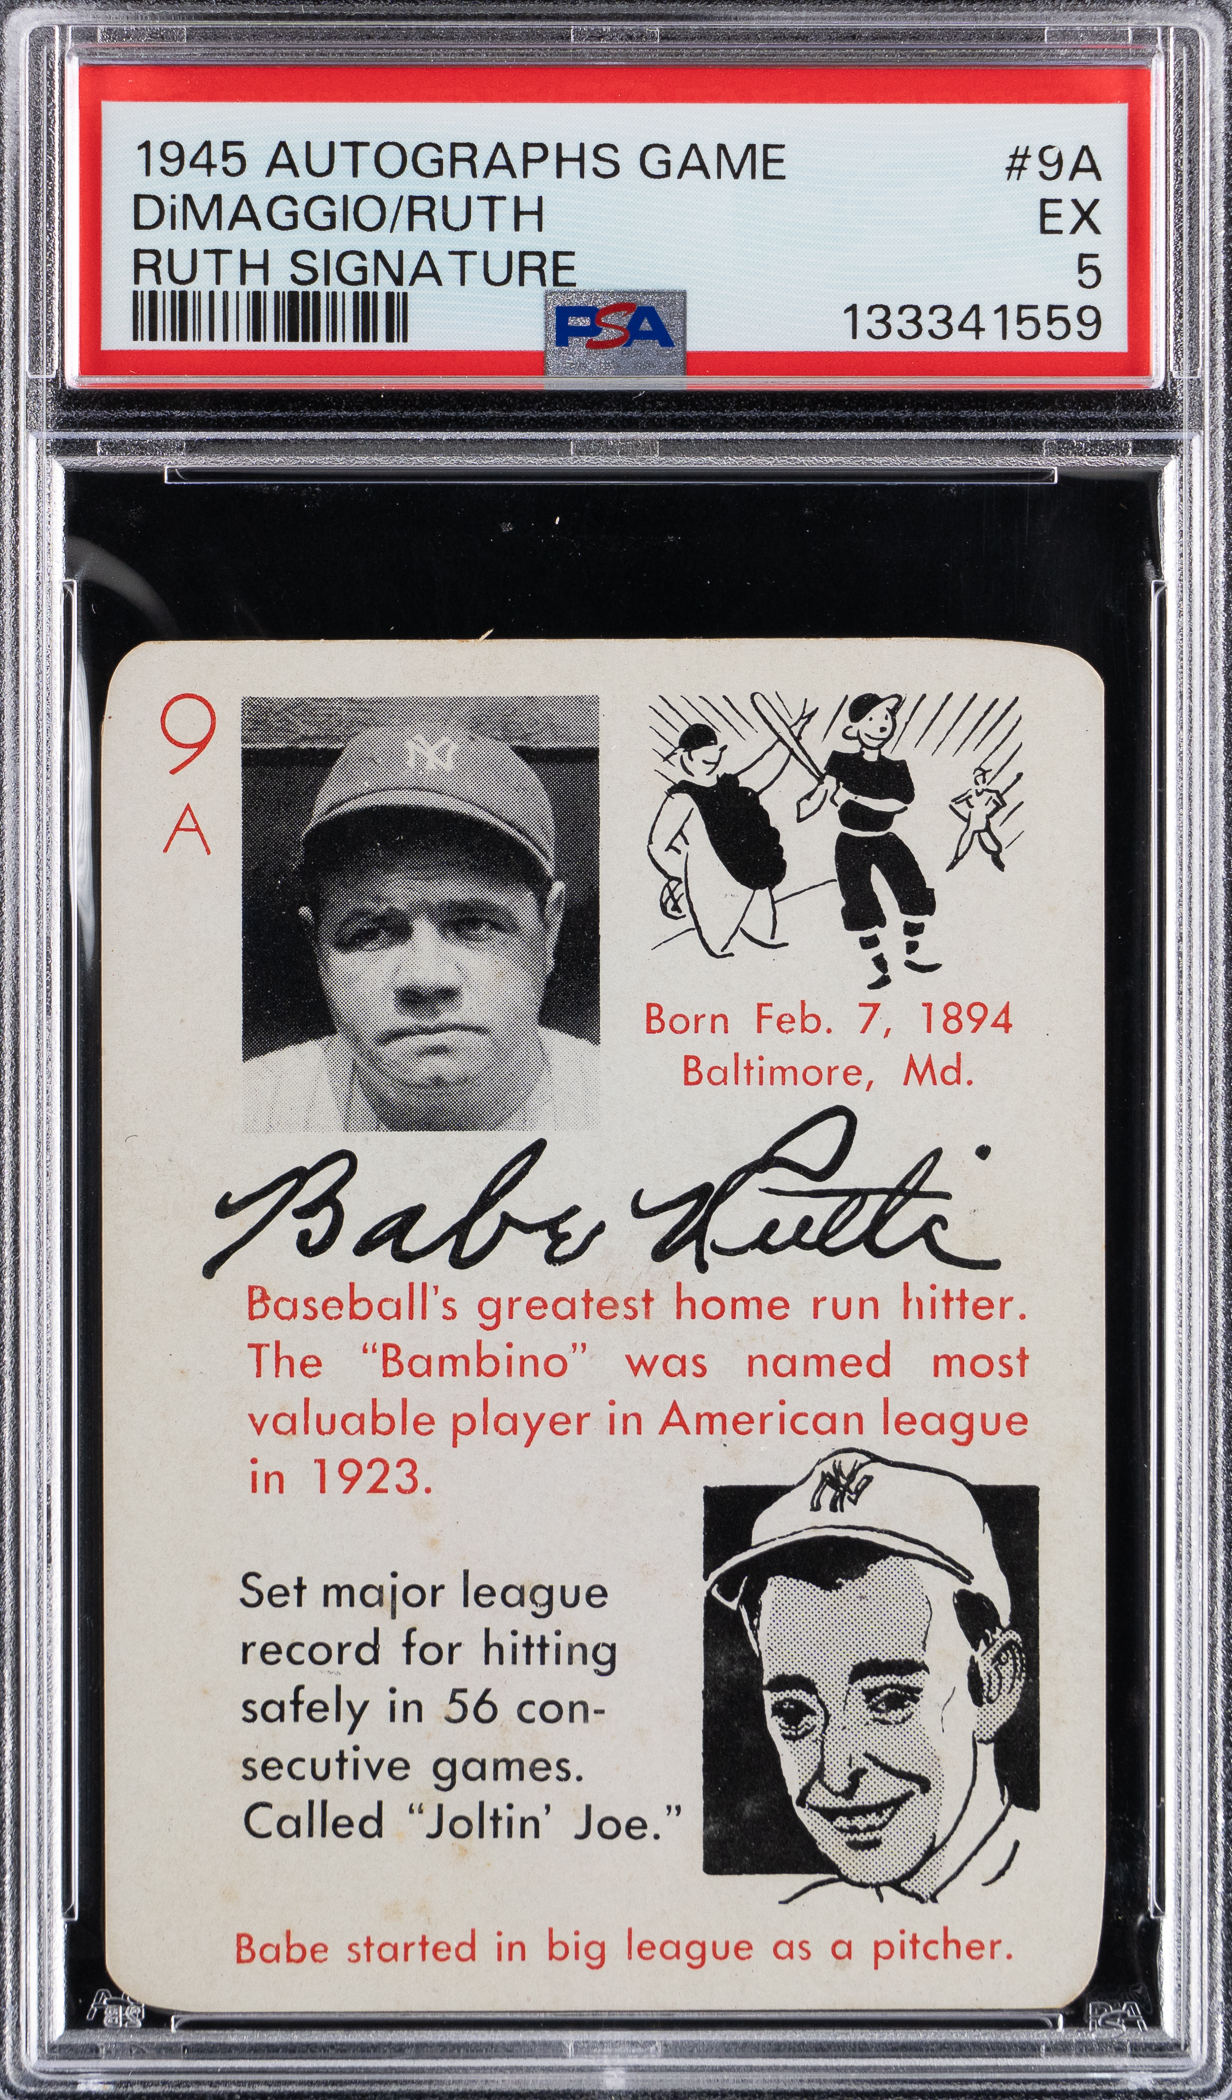 1945 AUTOGRAPHS GAME #9A
DiMAGGIO/RUTH EX
RUTH SIGNATURE 5
PSA 133341559
9
A
NY
Born Feb. 7, 1894
Baltimore, Md.
Babe Ruth
Baseball's greatest home run hitter.
The “Bambino” was named most
valuable player in American league
in 1923.
NY
Set major league
record for hitting
safely in 56 con-
secutive games.
Called “Joltin’ Joe.”
Babe started in big league as a pitcher.
PSA